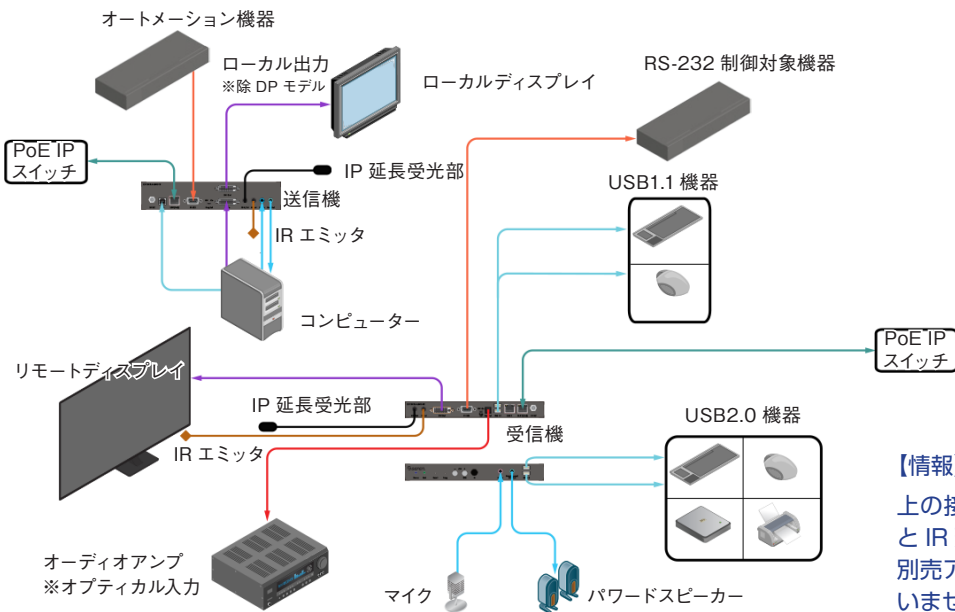 オートメーション機器
ローカル出力
※除 DP モデル
ローカルディスプレイ
RS-232 制御対象機器
PoE IP
スイッチ
IP 延長受光部
送信機
USB1.1 機器
IR エミッタ
コンピューター
PoE IP
スイッチ
リモートディスプレイ
IP 延長受光部
受信機
USB2.0 機器
IR エミッタ
【情報
上の接
と IR
別売ア
いませ
オーディオアンプ
※オプティカル入力
マイク
パワードスピーカー